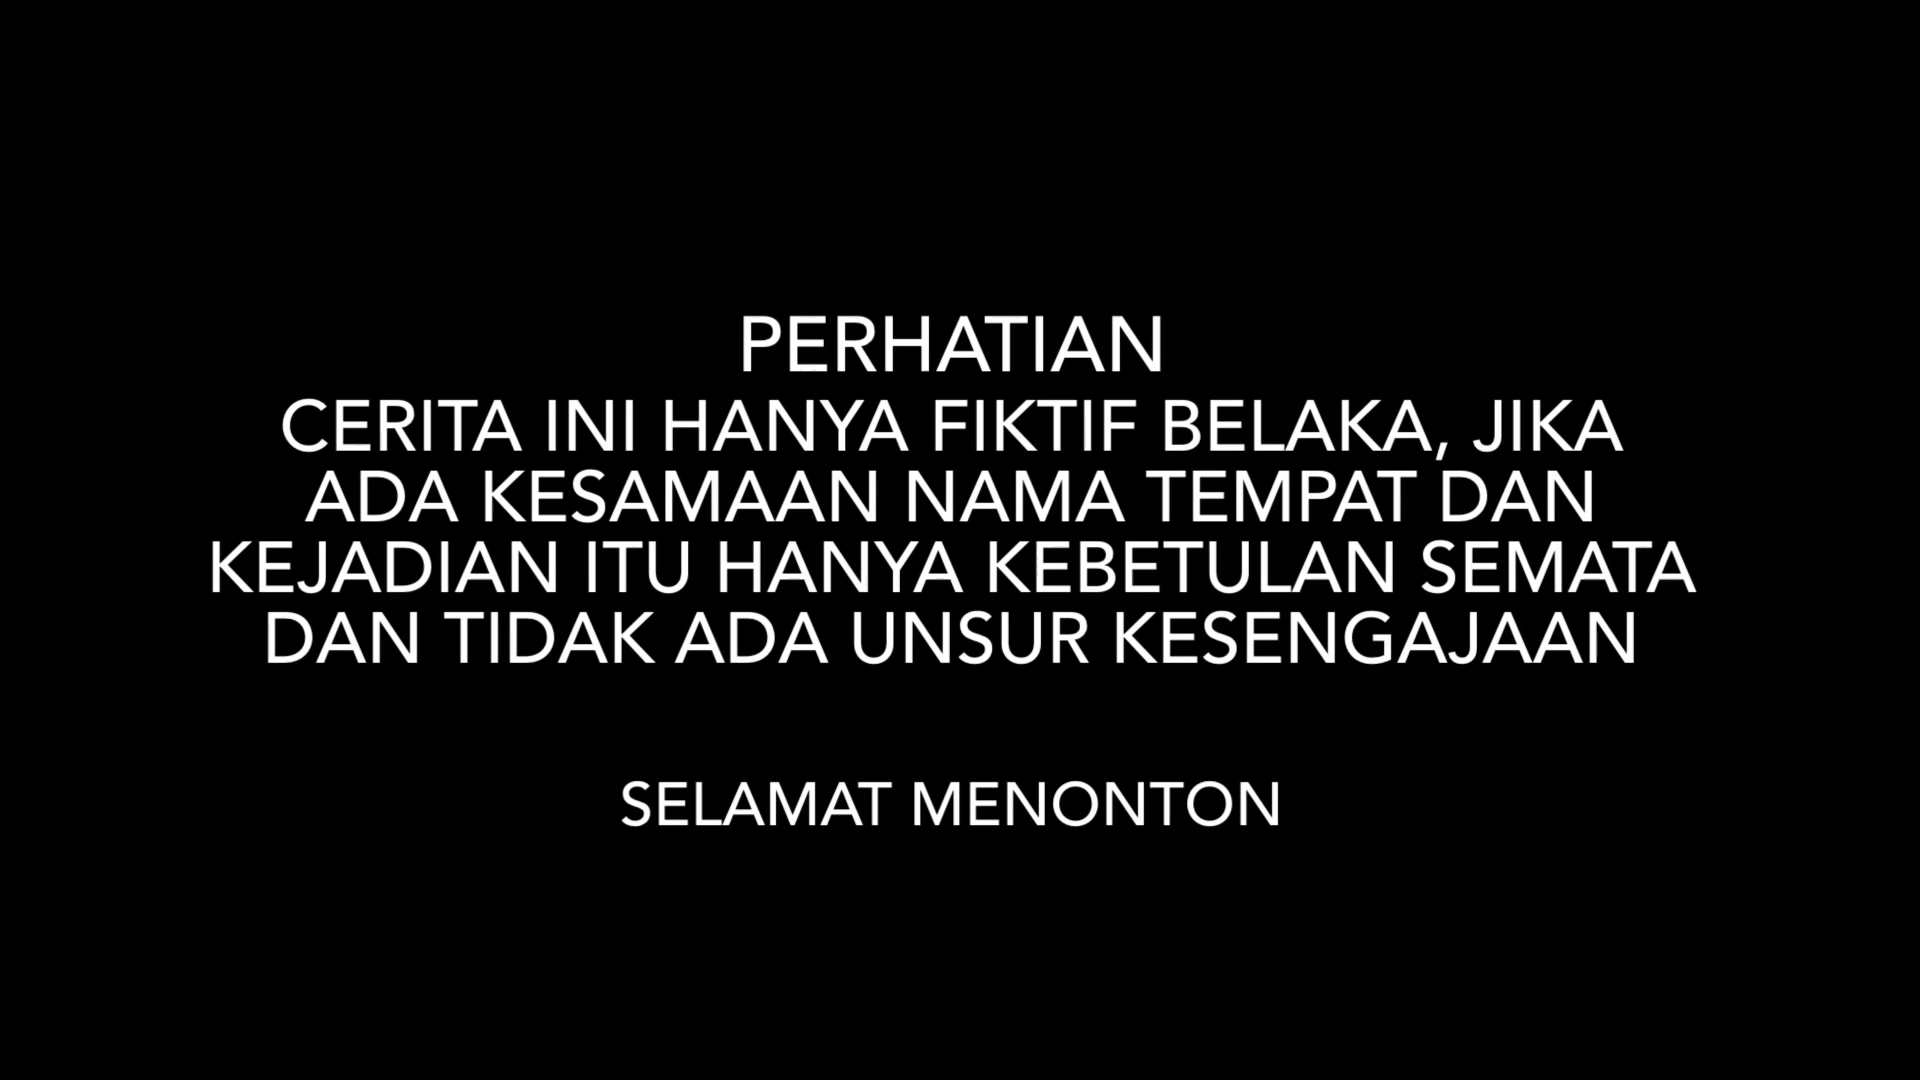 PERHATIAN
CERITA INI HANYA FIKTIF BELAKA, JIKA
ADA KESAMAAN NAMA TEMPAT DAN
KEJADIAN ITU HANYA KEBETULAN SEMATA
DAN TIDAK ADA UNSUR KESENGAJAAN
SELAMAT MENONTON